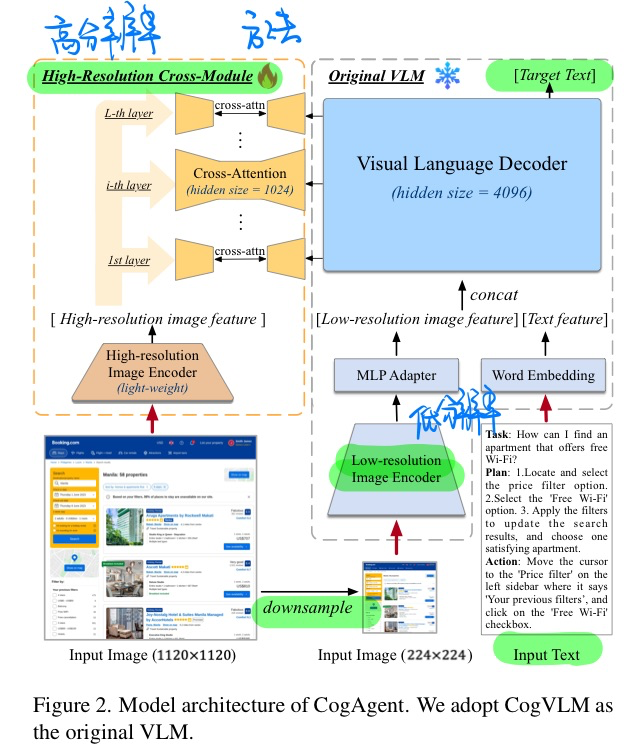 高分辨率 方法
High-Resolution Cross-Module
Original VLM
[Target Text]
L-th layer
cross-attn
i-th layer
Cross-Attention
(hidden size = 1024)
1st layer
cross-attn
Visual Language Decoder
(hidden size = 4096)
concat
[ High-resolution image feature ]
[Low-resolution image feature]
[Text feature]
High-resolution
Image Encoder
(light-weight)
MLP Adapter
Word Embedding
低分辨率
Low-resolution
Image Encoder
Booking.com
Manila: 58 properties
downsample
Task: How can I find an
apartment that offers free
Wi-Fi?
Plan: 1.Locate and select
the price filter option.
2.Select the 'Free Wi-Fi'
option. 3. Apply the filters
to update the search
results, and choose one
satisfying apartment.
Action: Move the cursor
to the 'Price filter' on the
left sidebar where it says
'Your previous filters', and
click on the 'Free Wi-Fi'
checkbox.
Input Image (1120×1120)
Input Image (224×224)
Input Text
Figure 2. Model architecture of CogAgent. We adopt CogVLM as
the original VLM.